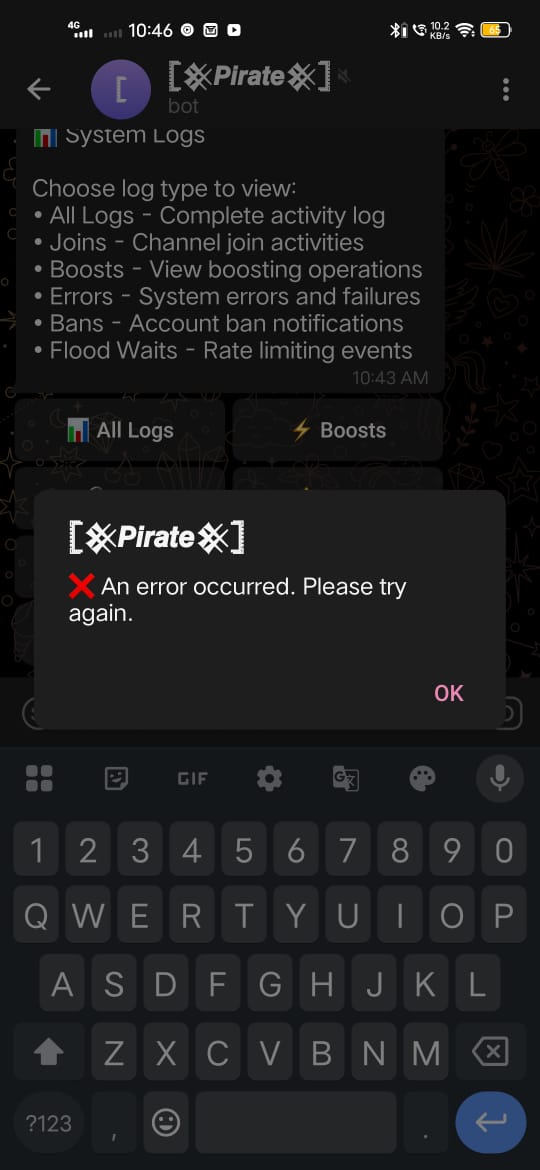 4G
10:46
10.2
KB/s
65
[
[※Pirate※]
bot
📊 System Logs
Choose log type to view:
• All Logs - Complete activity log
• Joins - Channel join activities
• Boosts - View boosting operations
• Errors - System errors and failures
• Bans - Account ban notifications
• Flood Waits - Rate limiting events
10:43 AM
📊 All Logs
⚡ Boosts
[※Pirate※]
❌ An error occurred. Please try
again.
OK
GIF
1 2 3 4 5 6 7 8 9 0
Q W E R T Y U I O P
A S D F G H J K L
Z X C V B N M
?123 , .